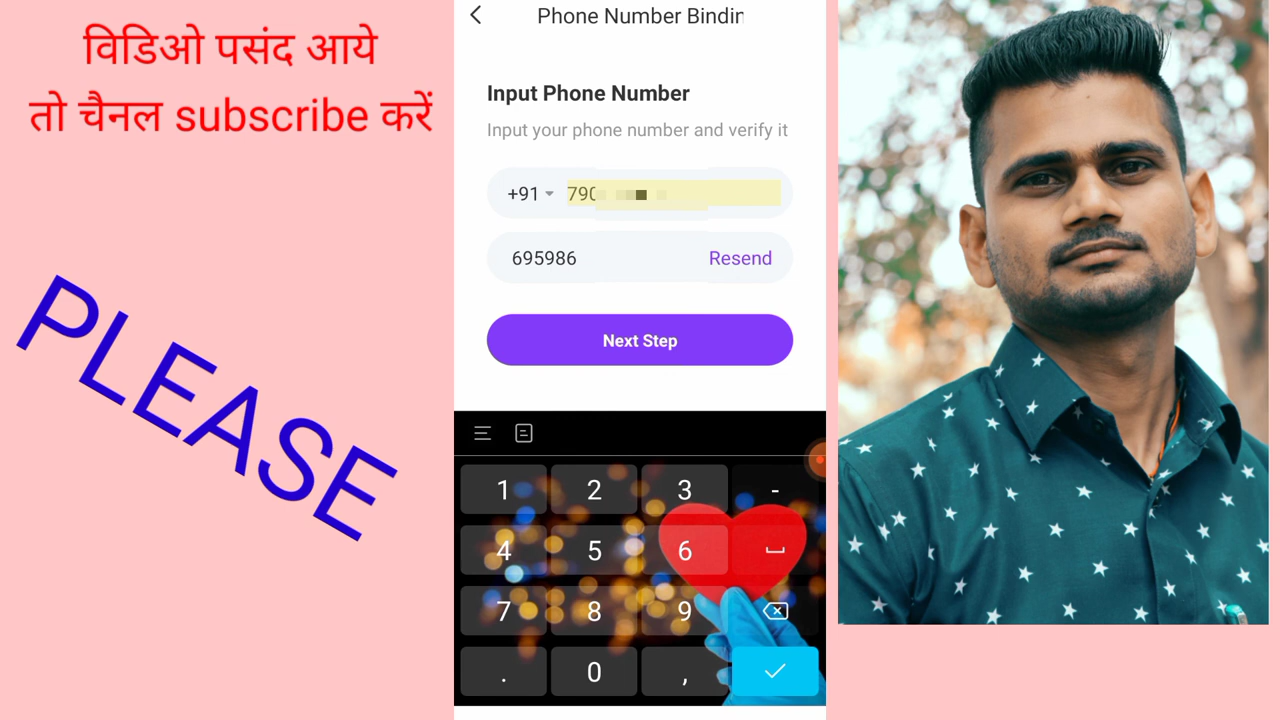 विडिओ पसंद आये
तो चैनल subscribe करें
PLEASE
Phone Number Bindin
Input Phone Number
Input your phone number and verify it
+91 790
695986 Resend
Next Step
1 2 3 -
4 5 6
7 8 9
. 0 ,